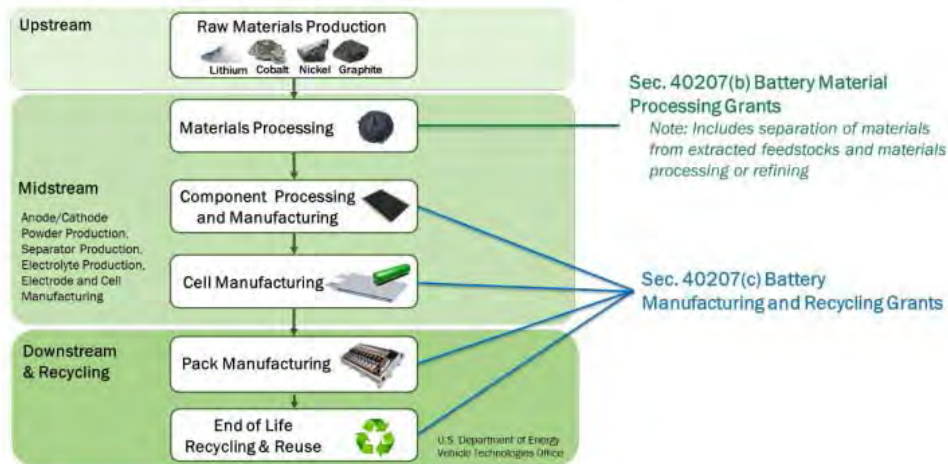 Upstream
Raw Materials Production
Lithium Cobalt Nickel Graphite
Materials Processing
Sec. 40207(b) Battery Material
Processing Grants
Note: Includes separation of materials
from extracted feedstocks and materials
processing or refining
Midstream
Anode/Cathode
Powder Production,
Separator Production,
Electrolyte Production,
Electrode and Cell
Manufacturing
Component Processing
and Manufacturing
Cell Manufacturing
Sec. 40207(c) Battery
Manufacturing and Recycling Grants
Downstream
& Recycling
Pack Manufacturing
End of Life
Recycling & Reuse
U.S. Department of Energy
Vehicle Technologies Office